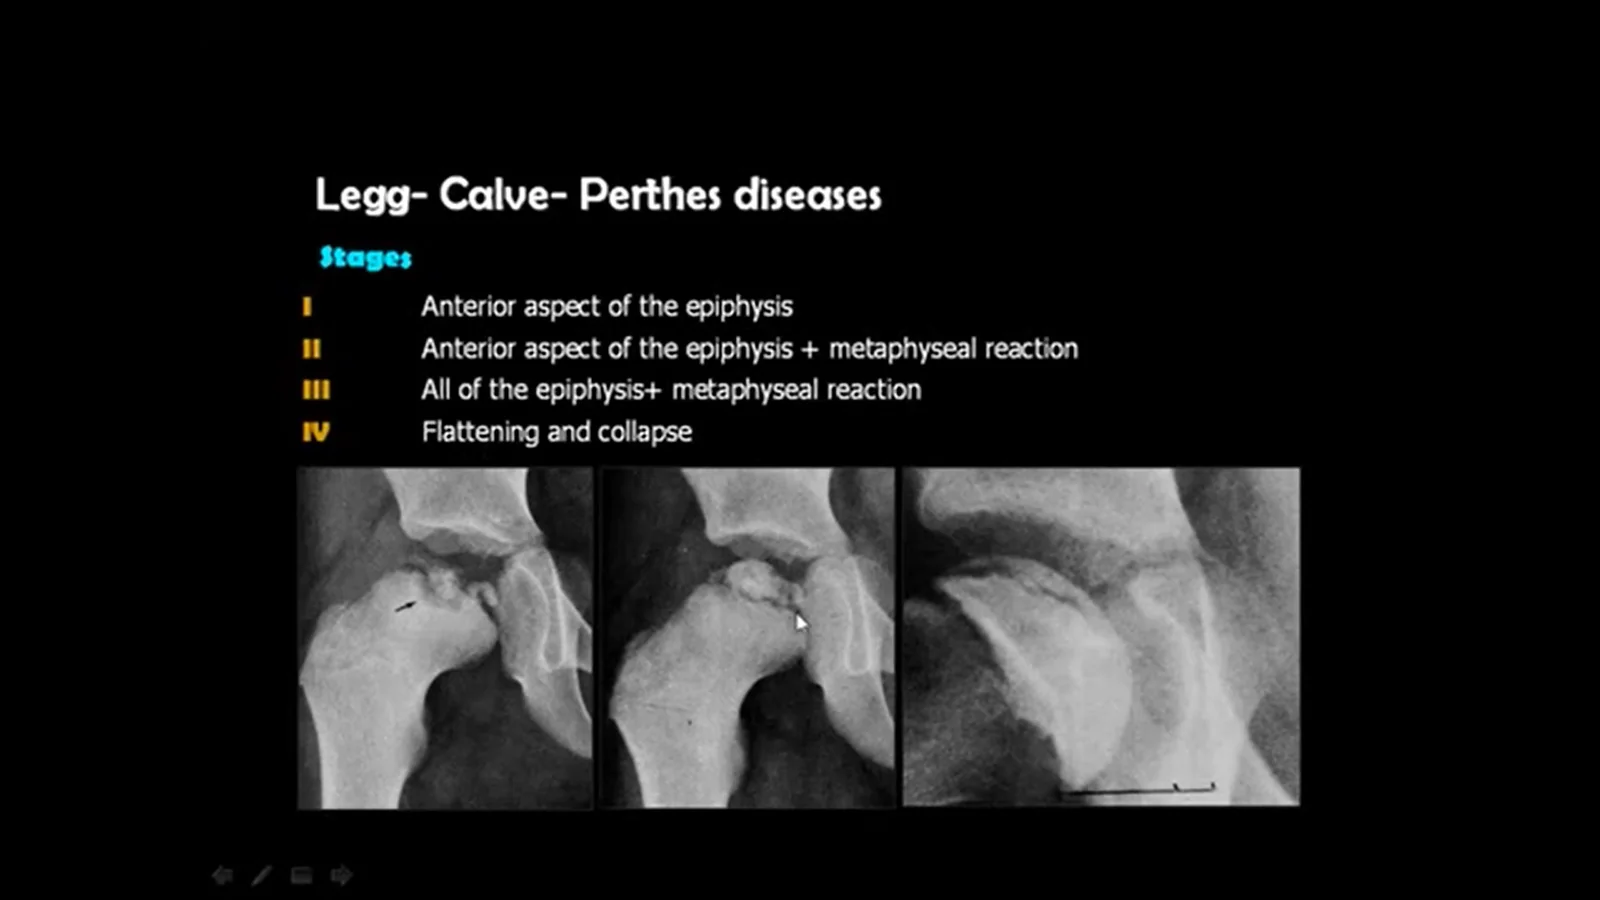 Legg- Calve- Perthes diseases
Stages
I Anterior aspect of the epiphysis
II Anterior aspect of the epiphysis + metaphyseal reaction
III All of the epiphysis+ metaphyseal reaction
IV Flattening and collapse